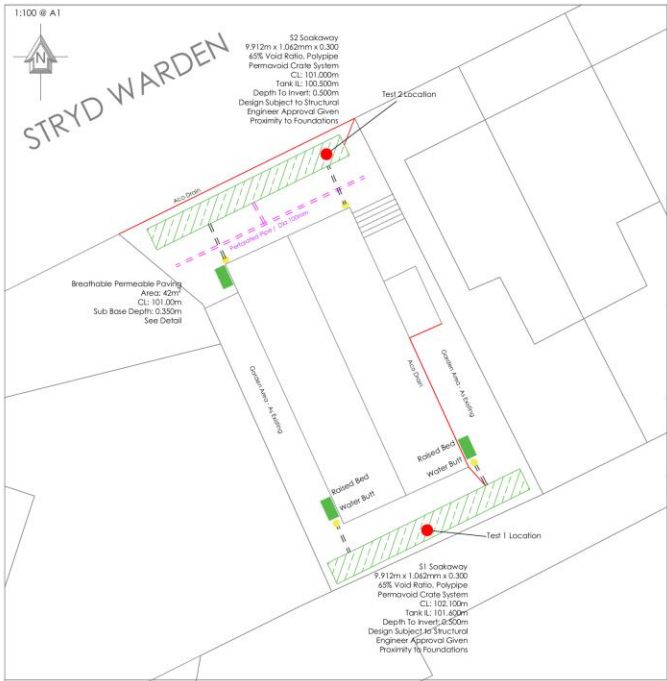 1:100 @ A1
N
STRYD WARDEN
S2 Soakaway
9.912m x 1.062mm x 0.300
65% Void Ratio, Polypipe
Permavoid Crate System
CL: 101.000m
Tank IL: 100.500m
Depth To Invert: 0.500m
Design Subject to Structural
Engineer Approval Given
Proximity to Foundations
Test 2 Location
Aco Drain
Perforated Pipe / Dia 100mm
Breathable Permeable Paving
Area: 42m²
CL: 101.00m
Sub Base Depth: 0.350m
See Detail
Garden Area - As Existing
Aco Drain
Garden Area - As Existing
Raised Bed
Water Butt
Raised Bed
Water Butt
Test 1 Location
S1 Soakaway
9.912m x 1.062mm x 0.300
65% Void Ratio, Polypipe
Permavoid Crate System
CL: 102.100m
Tank IL: 101.600m
Depth To Invert: 0.500m
Design Subject to Structural
Engineer Approval Given
Proximity to Foundations